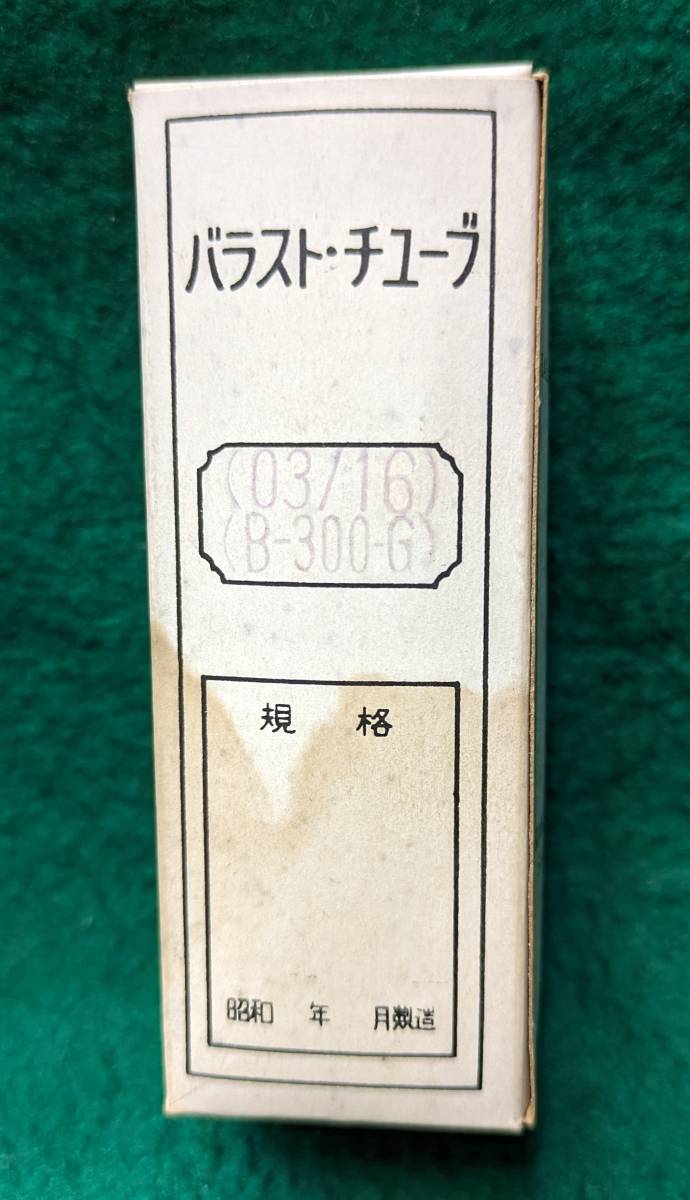 バラスト・チューブ
(03/16)
(B-300-G)
規 格
昭和 年 月製造